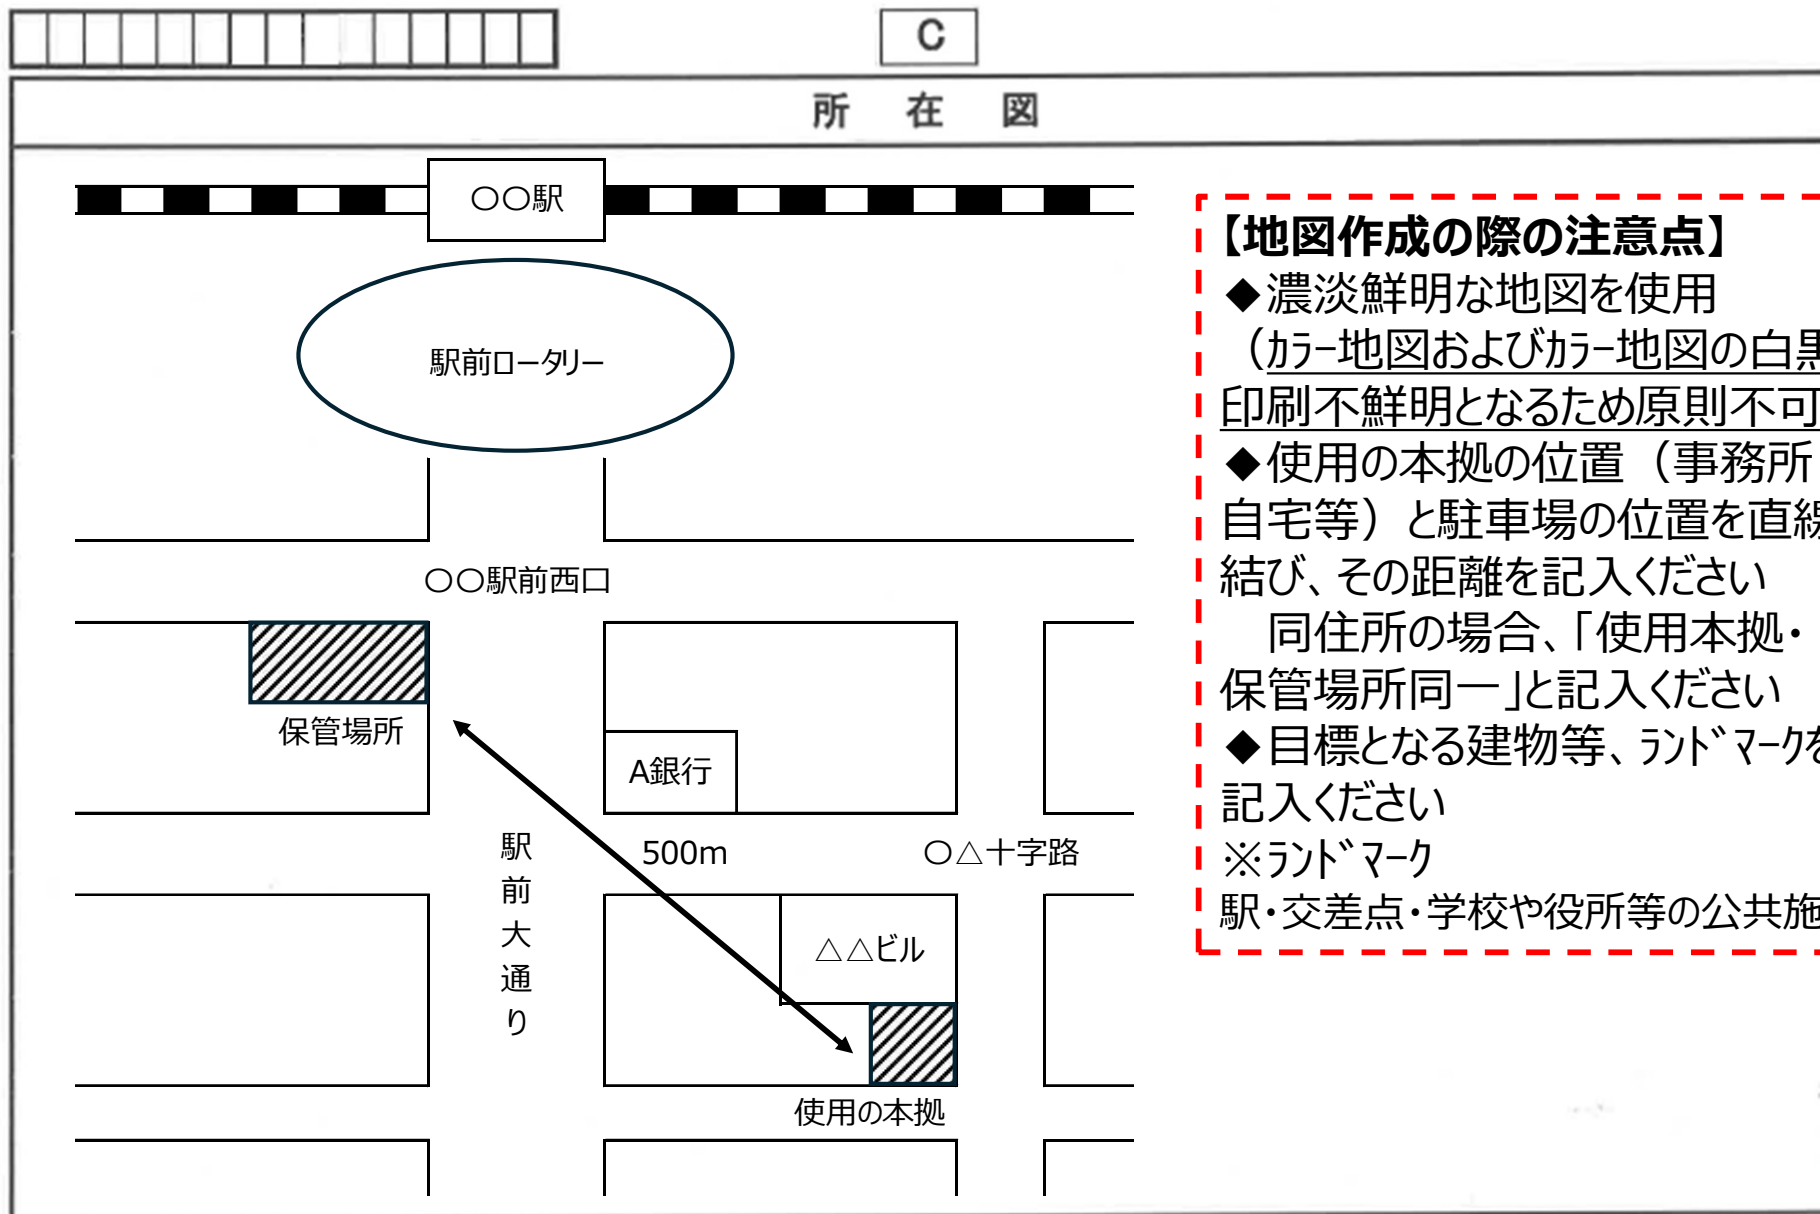 C
所 在 図
〇〇駅
駅前ロータリー
〇〇駅前西口
保管場所
A銀行
駅前大通り
500m
〇△十字路
△△ビル
使用の本拠
【地図作成の際の注意点】
◆濃淡鮮明な地図を使用
（ｶﾗｰ地図およびｶﾗｰ地図の白黒
印刷不鮮明となるため原則不可
◆使用の本拠の位置（事務所
自宅等）と駐車場の位置を直線
結び、その距離を記入ください
　同住所の場合、「使用本拠・
保管場所同一」と記入ください
◆目標となる建物等、ﾗﾝﾄﾞﾏｰｸを
記入ください
※ﾗﾝﾄﾞﾏｰｸ
駅・交差点・学校や役所等の公共施